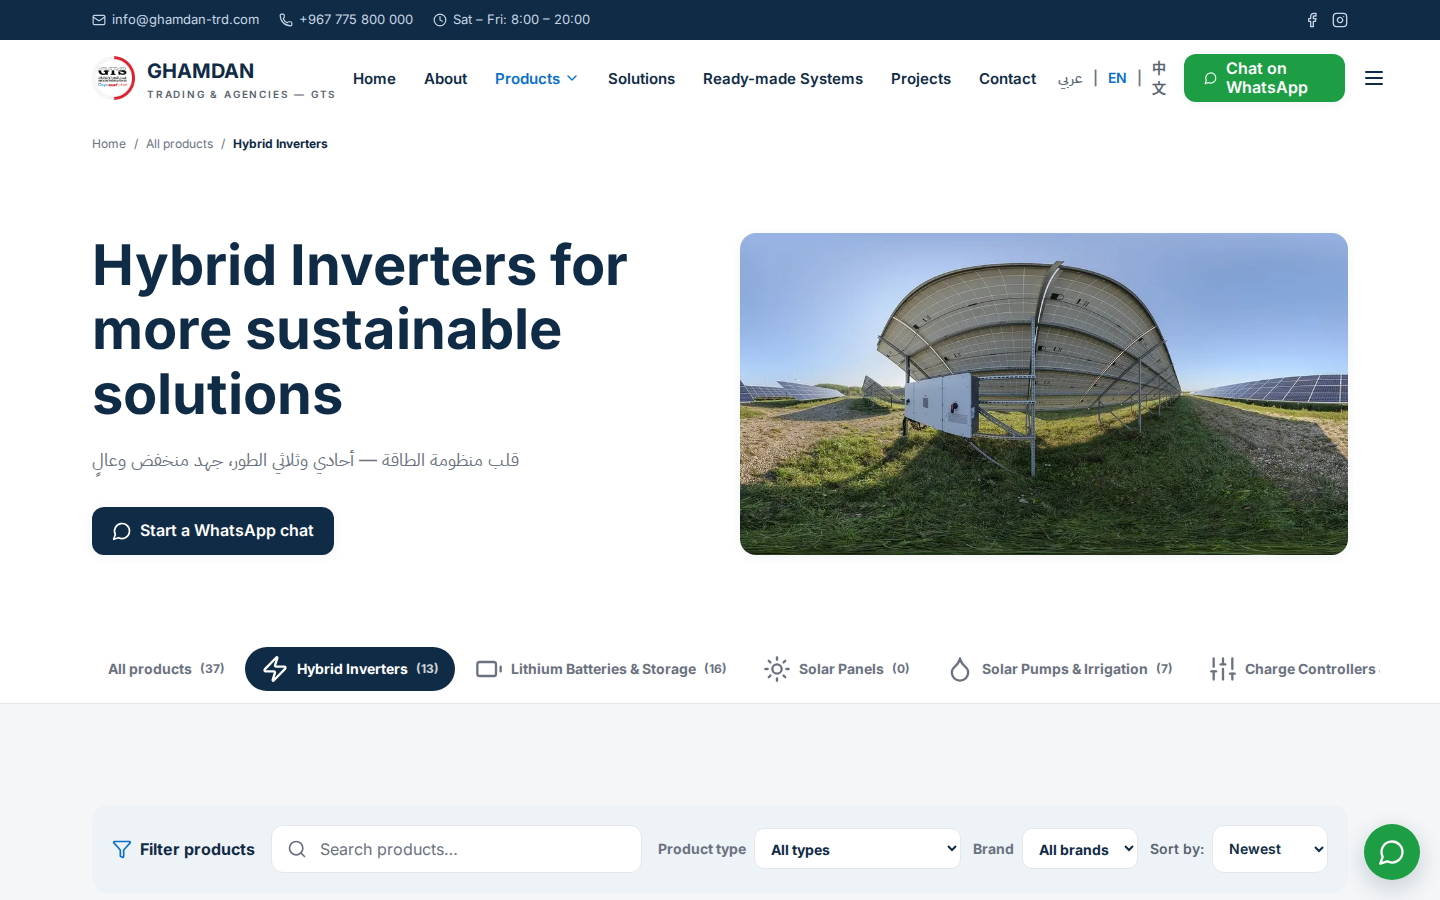 info@ghamdan-trd.com
+967 775 800 000
Sat – Fri: 8:00 – 20:00
GTS
GHAMDAN
TRADING & AGENCIES — GTS
Home
About
Products
Solutions
Ready-made Systems
Projects
Contact
عربي | EN | 中文
Chat on
WhatsApp
Home / All products / Hybrid Inverters
Hybrid Inverters for
more sustainable
solutions
قلب منظومة الطاقة — أحادي وثلاثي الطور، جهد منخفض وعالٍ
Start a WhatsApp chat
All products (37)
Hybrid Inverters (13)
Lithium Batteries & Storage (16)
Solar Panels (0)
Solar Pumps & Irrigation (7)
Charge Controllers
Filter products
Search products...
Product type
All types
Brand
All brands
Sort by:
Newest